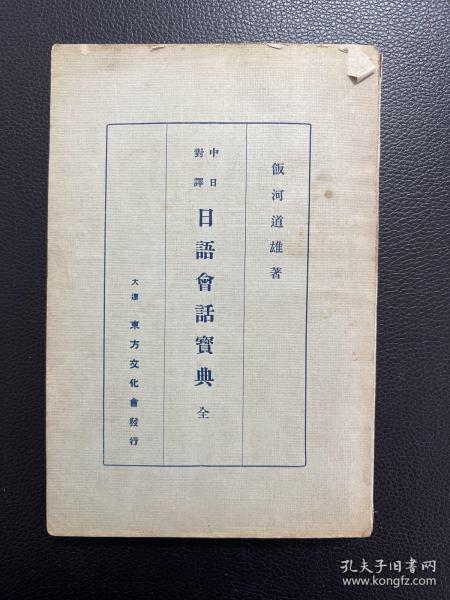 飯河道雄著
中日
對譯
日語會話寶典 全
大連 東方文化會發行
孔夫子旧书网
www.kongfz.com